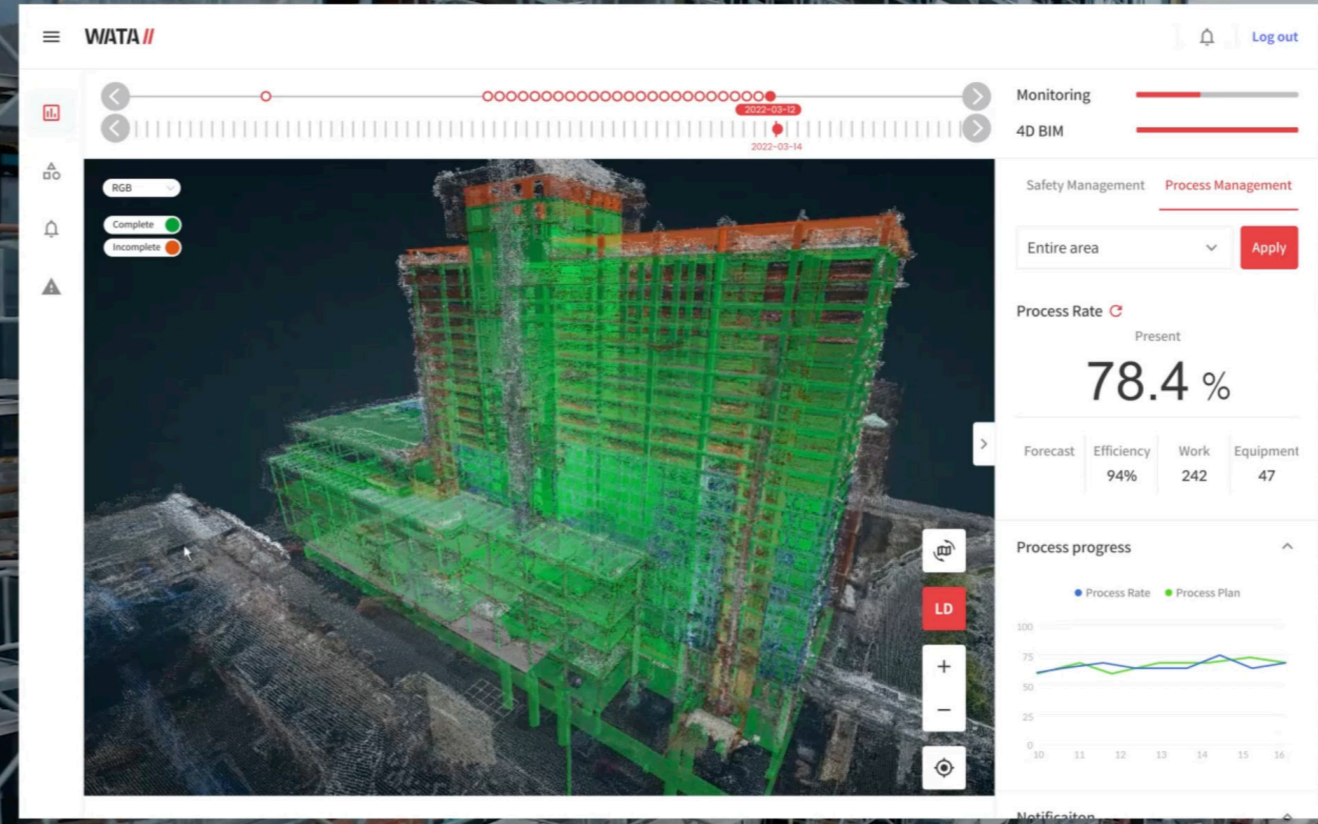 WATA //
Log out
2022-03-12
2022-03-14
Monitoring
4D BIM
RGB
Complete
Incomplete
Safety Management Process Management
Entire area Apply
Process Rate
Present
78.4 %
Forecast Efficiency Work Equipment
94% 242 47
LD
+
−
Process progress
Process Rate Process Plan
100
75
50
25
0
10 11 12 13 14 15 16
Notificaiton